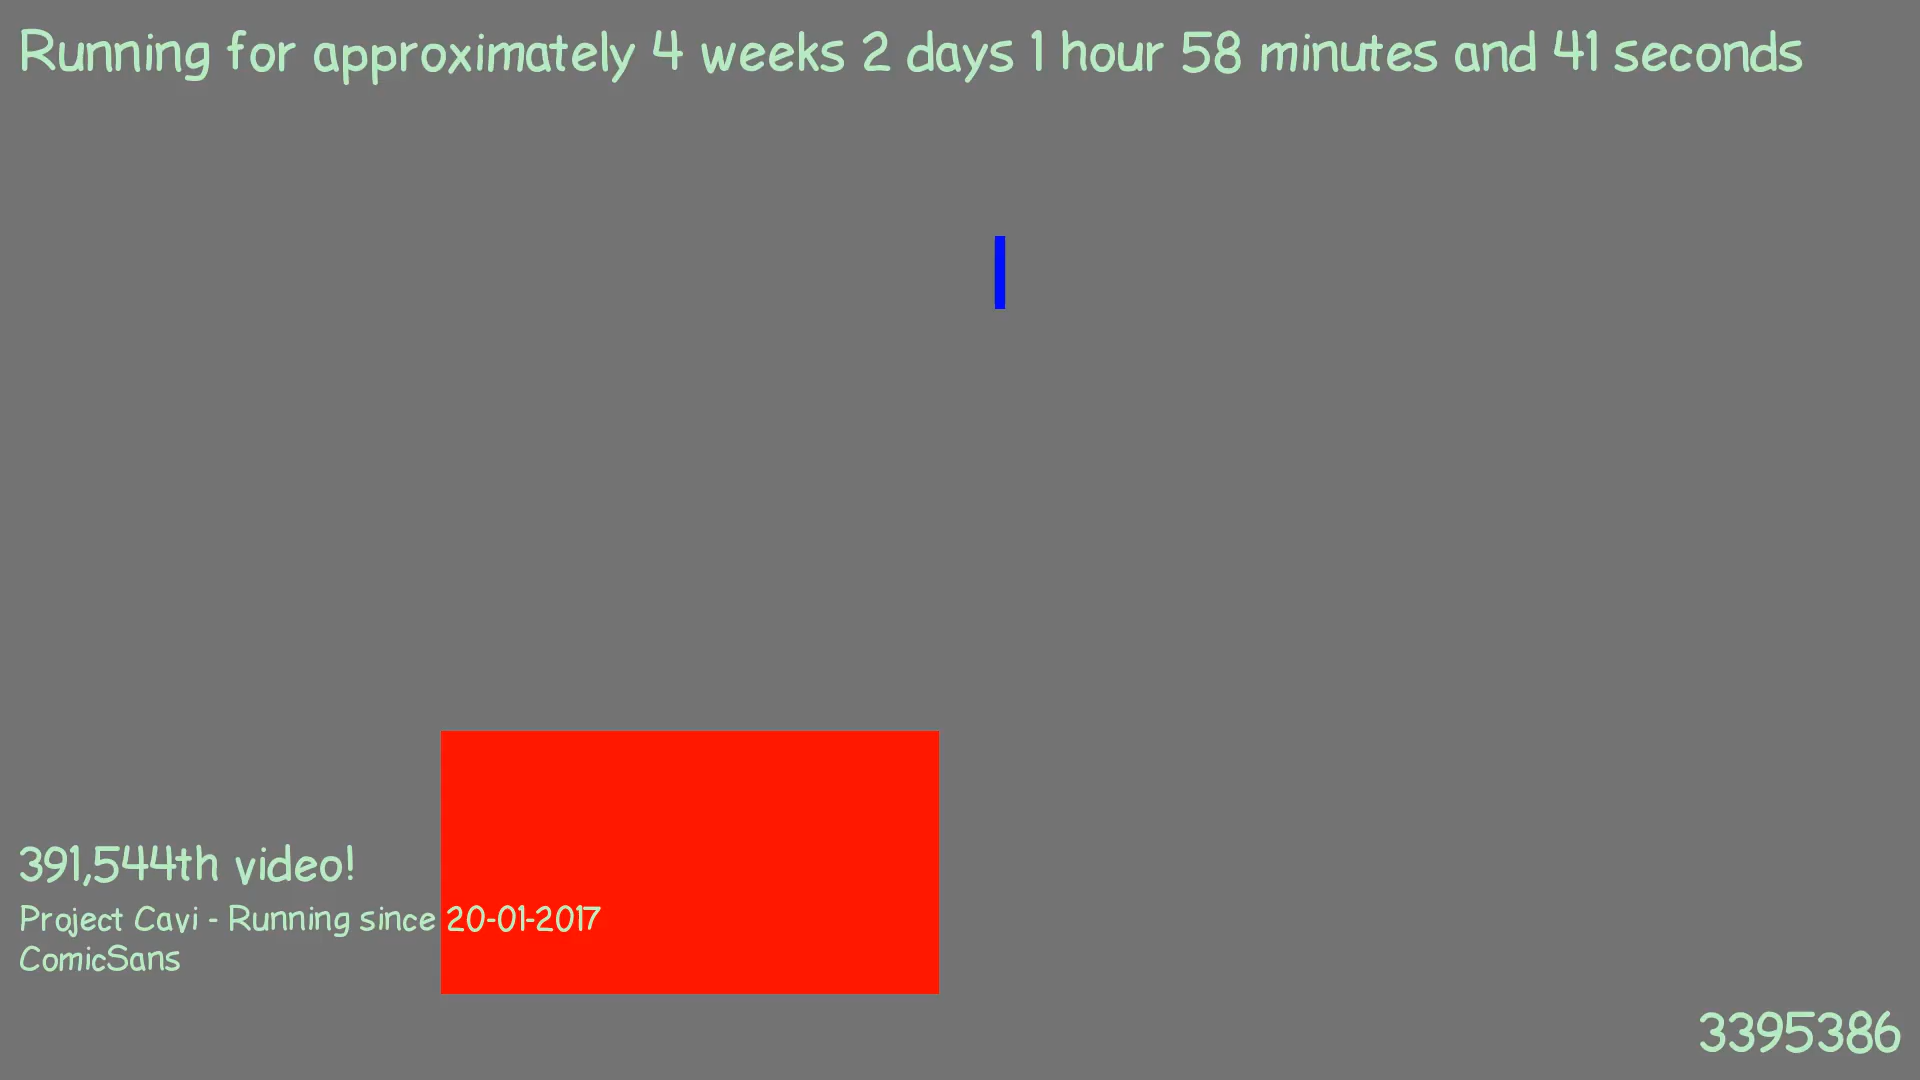 Running for approximately 4 weeks 2 days 1 hour 58 minutes and 41 seconds
391,544th video!
Project Cavi - Running since 20-01-2017
ComicSans
3395386